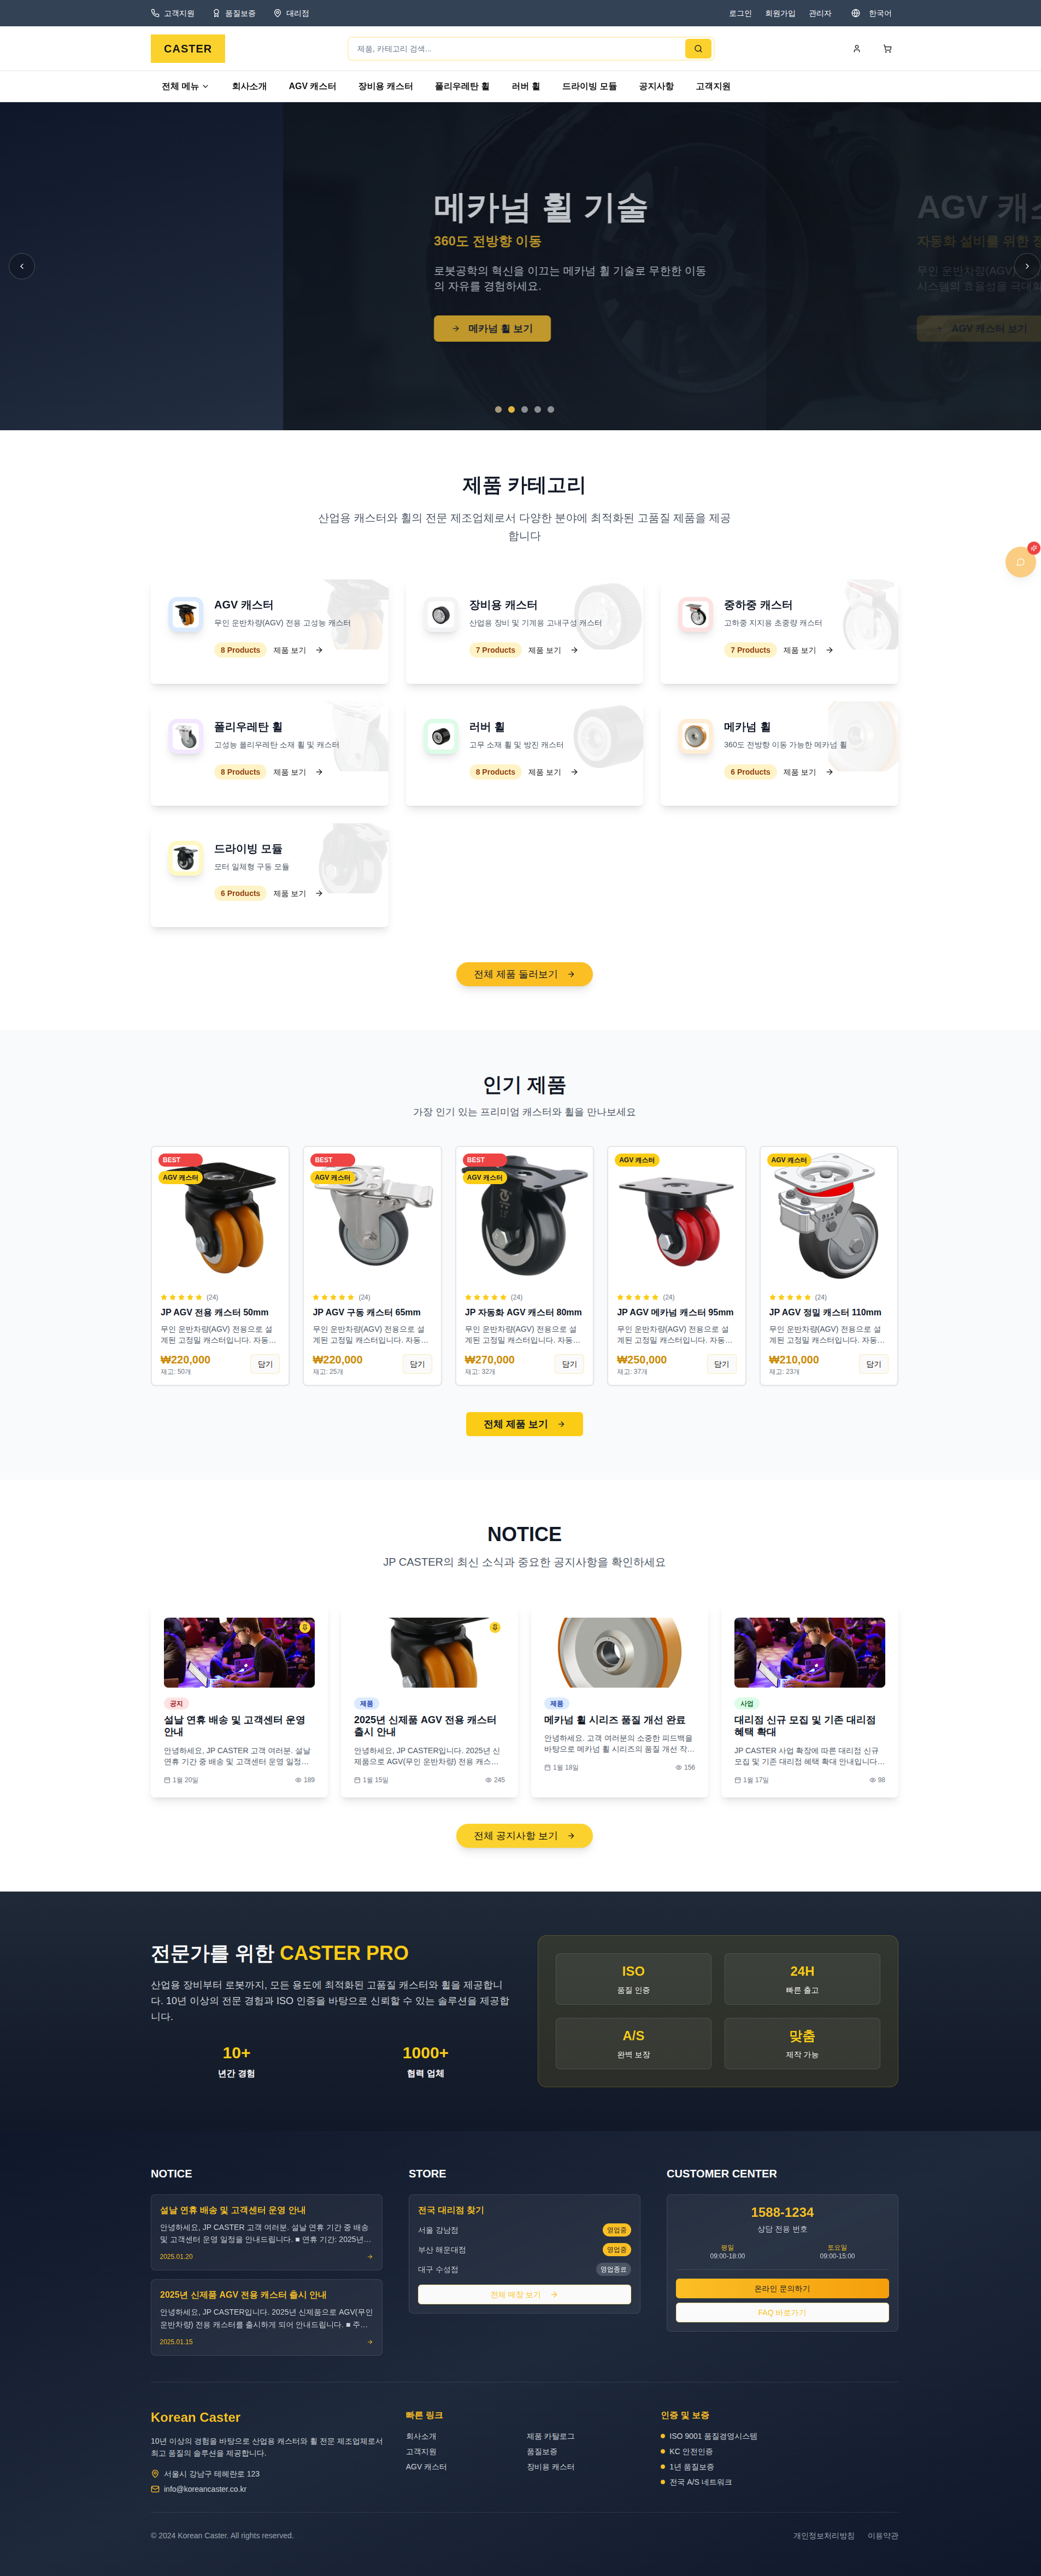 고객지원 품질보증 대리점 로그인 회원가입 관리자 한국어
CASTER 제품, 카테고리 검색...
전체 메뉴 회사소개 AGV 캐스터 장비용 캐스터 폴리우레탄 휠 러버 휠 드라이빙 모듈 공지사항 고객지원
메카넘 휠 기술
360도 전방향 이동
로봇공학의 혁신을 이끄는 메카넘 휠 기술로 무한한 이동
의 자유를 경험하세요.
메카넘 휠 보기
AGV 캐스
자동화 설비를 위한
무인 운반차량(AGV)
시스템의 효율성을 극대화
AGV 캐스터 보기
제품 카테고리
산업용 캐스터와 휠의 전문 제조업체로서 다양한 분야에 최적화된 고품질 제품을 제공
합니다
AGV 캐스터
무인 운반차량(AGV) 전용 고성능 캐스터
8 Products 제품 보기
장비용 캐스터
산업용 장비 및 기계용 고내구성 캐스터
7 Products 제품 보기
중하중 캐스터
고하중 지지용 초중량 캐스터
7 Products 제품 보기
폴리우레탄 휠
고성능 폴리우레탄 소재 휠 및 캐스터
8 Products 제품 보기
러버 휠
고무 소재 휠 및 방진 캐스터
8 Products 제품 보기
메카넘 휠
360도 전방향 이동 가능한 메카넘 휠
6 Products 제품 보기
드라이빙 모듈
모터 일체형 구동 모듈
6 Products 제품 보기
전체 제품 둘러보기
인기 제품
가장 인기 있는 프리미엄 캐스터와 휠을 만나보세요
BEST
AGV 캐스터
(24)
JP AGV 전용 캐스터 50mm
무인 운반차량(AGV) 전용으로 설
계된 고정밀 캐스터입니다. 자동…
₩220,000
재고: 50개
담기
BEST
AGV 캐스터
(24)
JP AGV 구동 캐스터 65mm
무인 운반차량(AGV) 전용으로 설
계된 고정밀 캐스터입니다. 자동…
₩220,000
재고: 25개
담기
BEST
AGV 캐스터
(24)
JP 자동화 AGV 캐스터 80mm
무인 운반차량(AGV) 전용으로 설
계된 고정밀 캐스터입니다. 자동…
₩270,000
재고: 32개
담기
AGV 캐스터
(24)
JP AGV 메카넘 캐스터 95mm
무인 운반차량(AGV) 전용으로 설
계된 고정밀 캐스터입니다. 자동…
₩250,000
재고: 37개
담기
AGV 캐스터
(24)
JP AGV 정밀 캐스터 110mm
무인 운반차량(AGV) 전용으로 설
계된 고정밀 캐스터입니다. 자동…
₩210,000
재고: 23개
담기
전체 제품 보기
NOTICE
JP CASTER의 최신 소식과 중요한 공지사항을 확인하세요
공지
설날 연휴 배송 및 고객센터 운영
안내
안녕하세요, JP CASTER 고객 여러분. 설날
연휴 기간 중 배송 및 고객센터 운영 일정…
1월 20일 189
제품
2025년 신제품 AGV 전용 캐스터
출시 안내
안녕하세요, JP CASTER입니다. 2025년 신
제품으로 AGV(무인 운반차량) 전용 캐스…
1월 15일 245
제품
메카넘 휠 시리즈 품질 개선 완료
안녕하세요. 고객 여러분의 소중한 피드백을
바탕으로 메카넘 휠 시리즈의 품질 개선 작…
1월 18일 156
사업
대리점 신규 모집 및 기존 대리점
혜택 확대
JP CASTER 사업 확장에 따른 대리점 신규
모집 및 기존 대리점 혜택 확대 안내입니다…
1월 17일 98
전체 공지사항 보기
전문가를 위한 CASTER PRO
산업용 장비부터 로봇까지, 모든 용도에 최적화된 고품질 캐스터와 휠을 제공합니
다. 10년 이상의 전문 경험과 ISO 인증을 바탕으로 신뢰할 수 있는 솔루션을 제공합
니다.
10+ 1000+
년간 경험 협력 업체
ISO 24H
품질 인증 빠른 출고
A/S 맞춤
완벽 보장 제작 가능
NOTICE
설날 연휴 배송 및 고객센터 운영 안내
안녕하세요, JP CASTER 고객 여러분. 설날 연휴 기간 중 배송
및 고객센터 운영 일정을 안내드립니다. ■ 연휴 기간: 2025년…
2025.01.20
2025년 신제품 AGV 전용 캐스터 출시 안내
안녕하세요, JP CASTER입니다. 2025년 신제품으로 AGV(무인
운반차량) 전용 캐스터를 출시하게 되어 안내드립니다. ■ 주…
2025.01.15
STORE
전국 대리점 찾기
서울 강남점 영업중
부산 해운대점 영업중
대구 수성점 영업종료
전체 매장 보기
CUSTOMER CENTER
1588-1234
상담 전용 번호
평일 토요일
09:00-18:00 09:00-15:00
온라인 문의하기
FAQ 바로가기
Korean Caster
10년 이상의 경험을 바탕으로 산업용 캐스터와 휠 전문 제조업체로서
최고 품질의 솔루션을 제공합니다.
서울시 강남구 테헤란로 123
info@koreancaster.co.kr
빠른 링크
회사소개 제품 카탈로그
고객지원 품질보증
AGV 캐스터 장비용 캐스터
인증 및 보증
ISO 9001 품질경영시스템
KC 안전인증
1년 품질보증
전국 A/S 네트워크
© 2024 Korean Caster. All rights reserved. 개인정보처리방침 이용약관